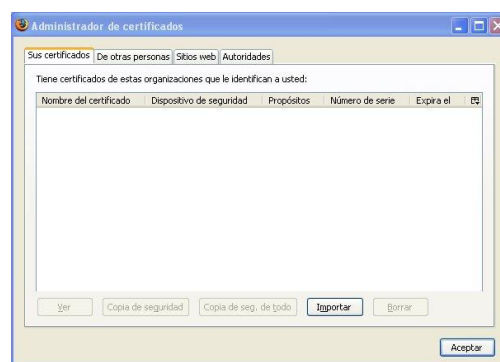 Administrador de certificados
Sus certificados De otras personas Sitios web Autoridades
Tiene certificados de estas organizaciones que le identifican a usted:
Nombre del certificado Dispositivo de seguridad Propósitos Número de serie Expira el
Ver Copia de seguridad Copia de seg. de todo Importar Borrar
Aceptar